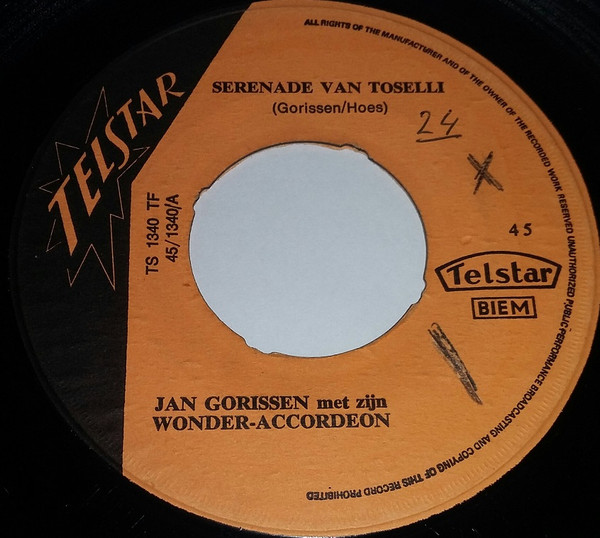 ALL RIGHTS OF THE MANUFACTURER AND OF THE OWNER OF THE RECORDED WORK RESERVED UNAUTHORIZED PUBLIC PERFORMANCE BROADCASTING AND COPYING OF THIS RECORD PROHIBITED
TELSTAR
SERENADE VAN TOSELLI
(Gorissen/Hoes)
24
x
TS 1340 TF
45/1340/A
45
Telstar
BIEM
JAN GORISSEN met zijn
WONDER-ACCORDEON